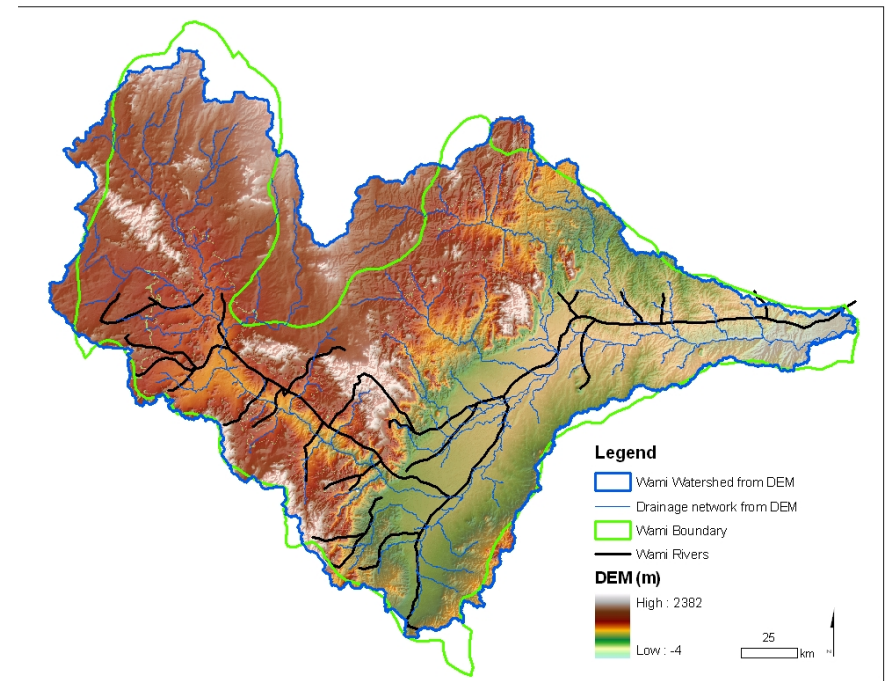 Legend
Wami Watershed from DEM
Drainage network from DEM
Wami Boundary
Wami Rivers
DEM (m)
High : 2382
Low : -4
25
km